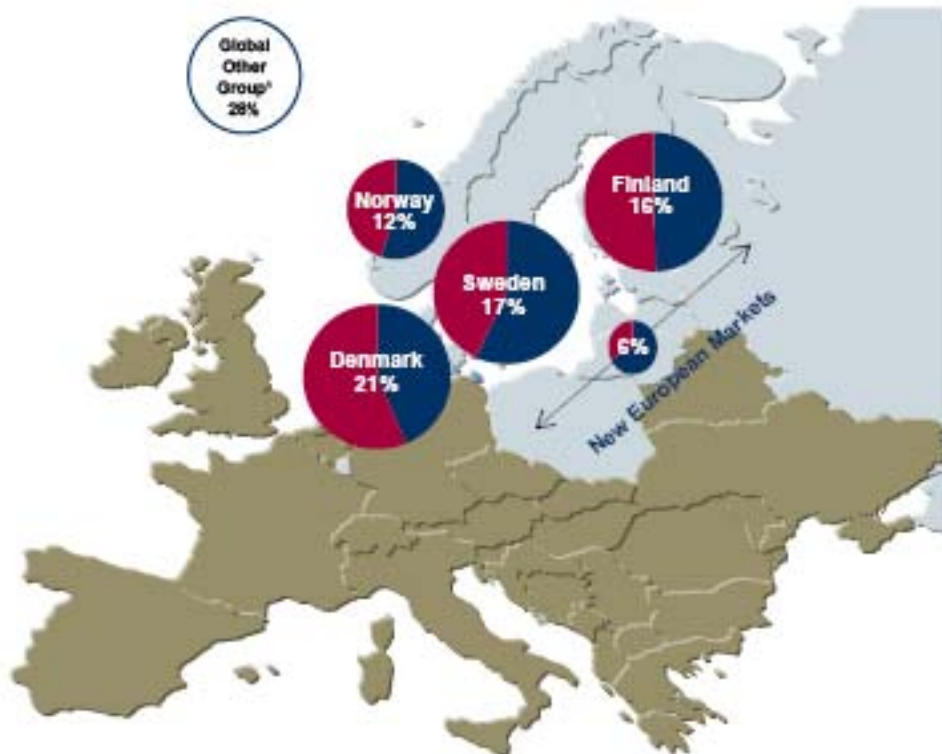 Global
Other
Group¹
28%
Norway
12%
Finland
16%
Sweden
17%
Denmark
21%
6%
New European Markets